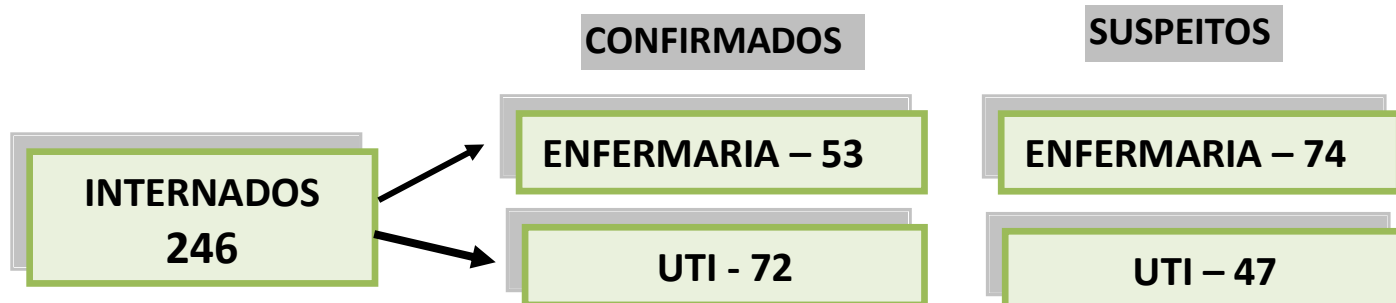 CONFIRMADOS
SUSPEITOS
INTERNADOS
246
ENFERMARIA – 53
ENFERMARIA – 74
UTI - 72
UTI – 47